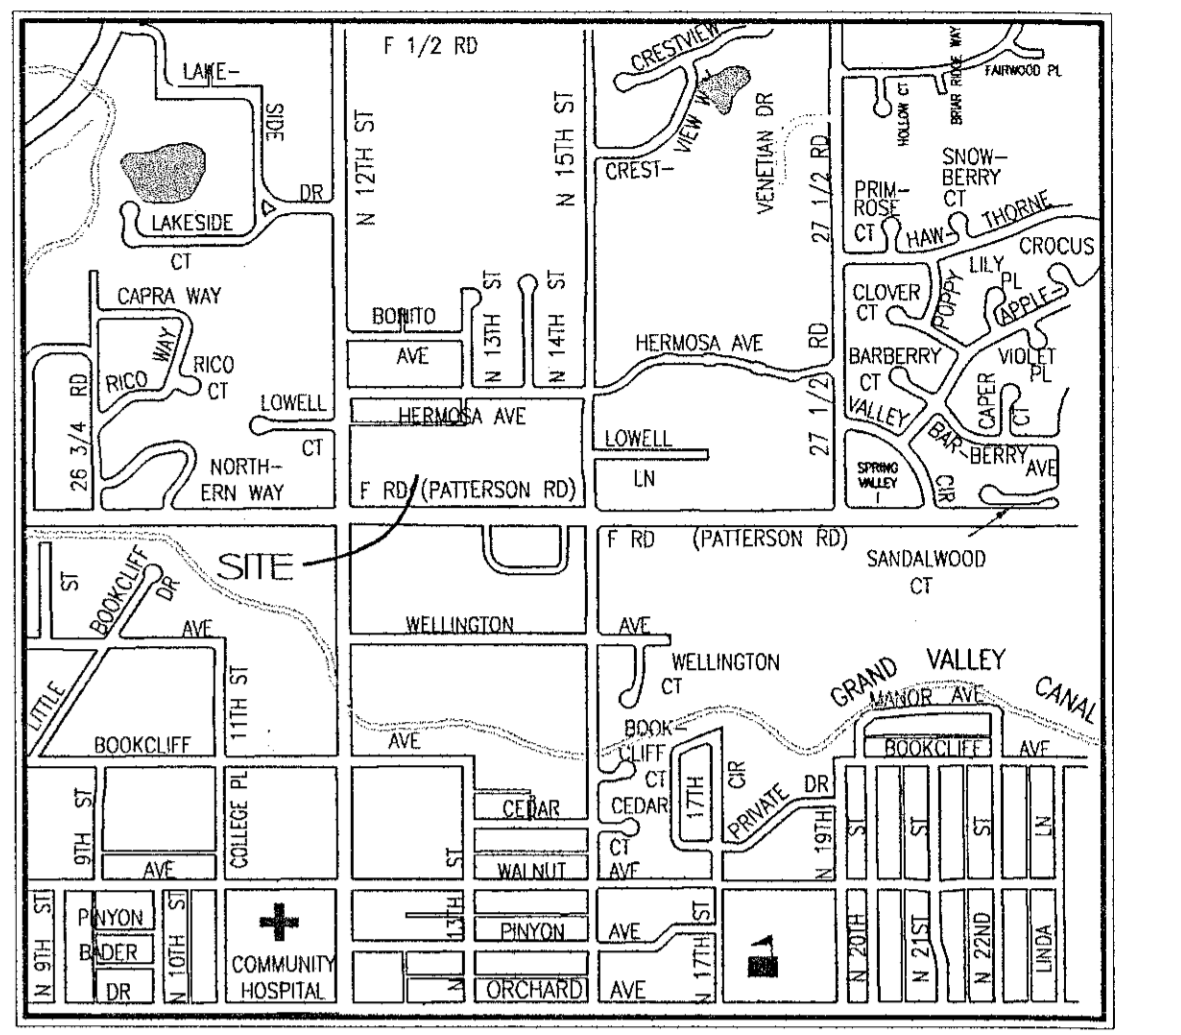 F 1/2 RD
CRESTVIEW
VIEW WY
CREST-
LAKE-
SIDE
DR
LAKESIDE
CT
N 12TH ST
N 15TH ST
VENETIAN DR
27 1/2 RD
HOLLOW CT
BRIAR RIDGE WAY
FAIRWOOD PL
SNOW-
BERRY
CT
PRIM-
ROSE
CT
HAW-
THORNE
CROCUS
LILY
PL
POPPY
APPLE-
CLOVER
CT
VIOLET
PL
BARBERRY
CT
CAPER
CT
VALLEY
BAR-BERRY
AVE
SPRING
VALLEY
1
CIR
CAPRA WAY
RICO
WAY
RICO
CT
26 3/4 RD
LOWELL
CT
NORTH-
ERN WAY
BONITO
AVE
N 13TH ST
N 14TH ST
HERMOSA AVE
HERMOSA AVE
27 1/2 RD
LOWELL
LN
F RD (PATTERSON RD)
F RD (PATTERSON RD)
SANDALWOOD
CT
SITE
ST
BOOKCLIFF
DR
AVE
LITTLE
11TH ST
WELLINGTON
AVE
WELLINGTON
CT
GRAND VALLEY CANAL
MANOR AVE
BOOKCLIFF
AVE
BOOKCLIFF
AVE
BOOK-
CLIFF
CT
17TH
CIR
PRIVATE
DR
CEDAR
CEDAR
CT
9TH ST
COLLEGE PL
N 19TH
ST
ST
ST
LN
AVE
ST
WALNUT
AVE
N 9TH ST
PINYON
BADER
DR
N 10TH ST
COMMUNITY
HOSPITAL
N 13TH
PINYON
AVE
ORCHARD
AVE
N 17TH ST
N 20TH
N 21ST
N 22ND
LINDA